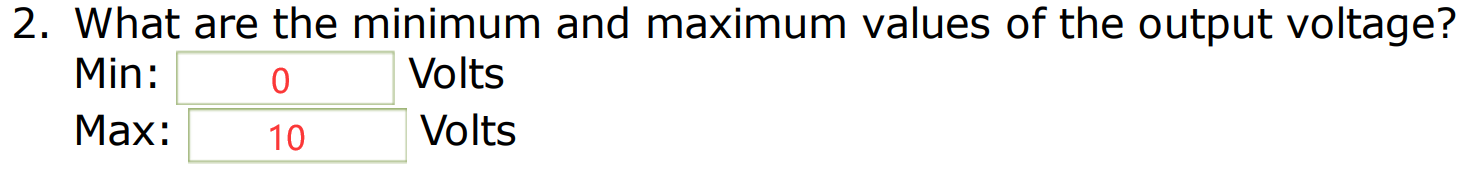 2. What are the minimum and maximum values of the output voltage?
Min: 0 Volts
Max: 10 Volts